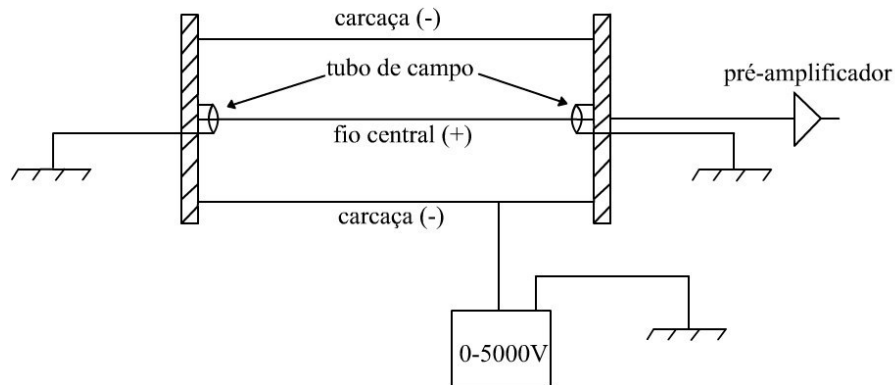 carcaça (-)
tubo de campo
pré-amplificador
fio central (+)
carcaça (-)
0-5000V